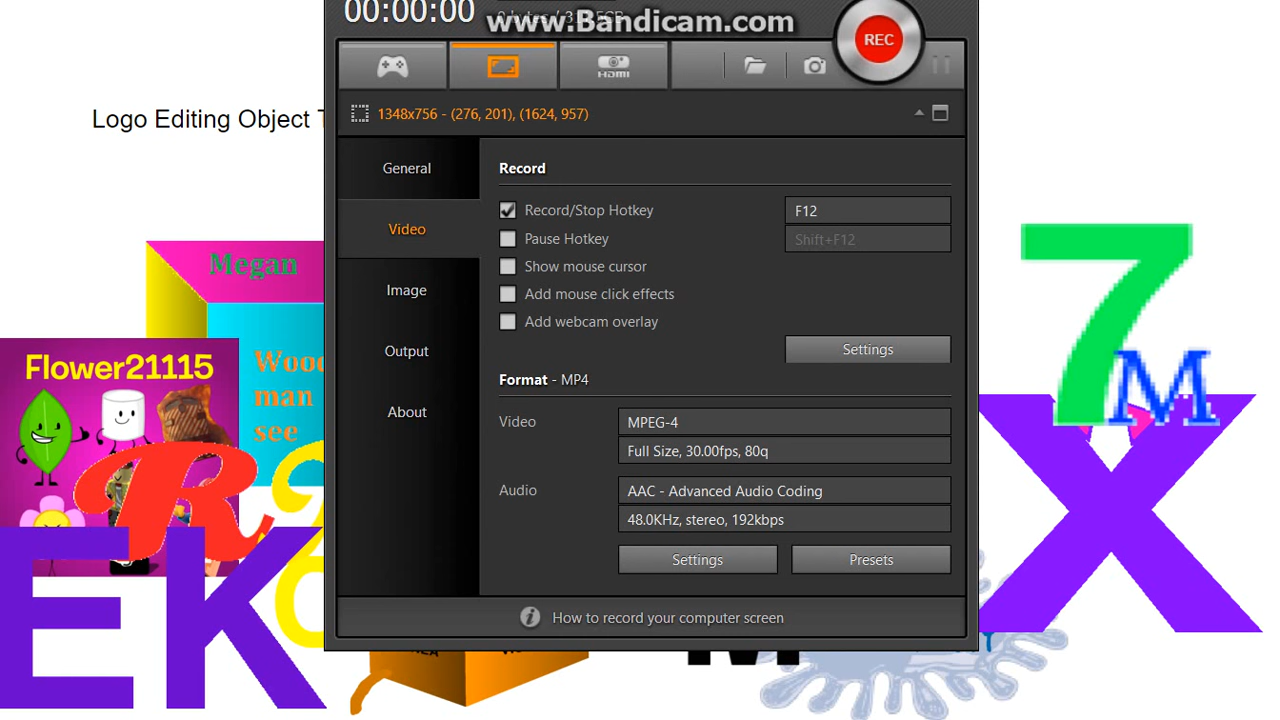 00:00:00
www.Bandicam.com
REC
HDMI
1348x756 - (276, 201), (1624, 957)
Logo Editing Object
General
Video
Image
Output
About
Record
Record/Stop Hotkey
F12
Pause Hotkey
Shift+F12
Show mouse cursor
Add mouse click effects
Add webcam overlay
Settings
Format - MP4
Video
MPEG-4
Full Size, 30.00fps, 80q
Audio
AAC - Advanced Audio Coding
48.0KHz, stereo, 192kbps
Settings
Presets
How to record your computer screen
Megan
man
see
Flower21115
R
EK
7
M
X